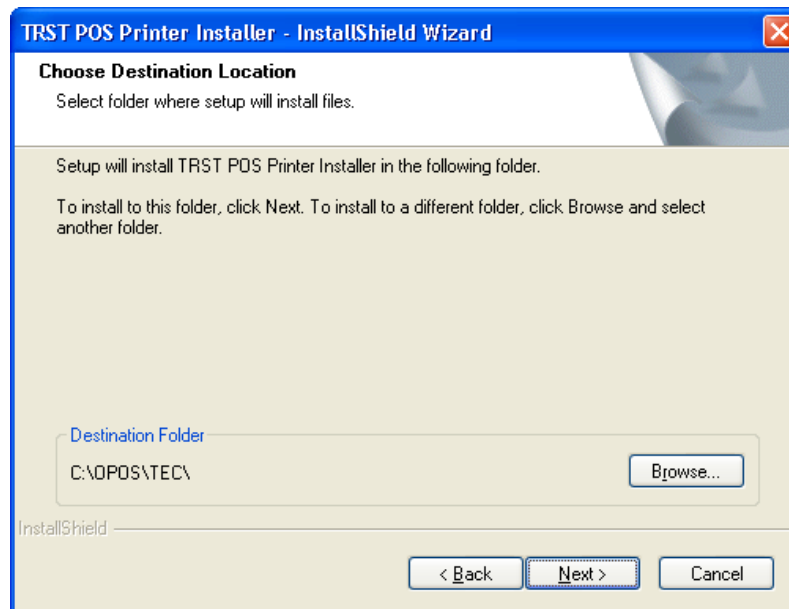 TRST POS Printer Installer - InstallShield Wizard
Choose Destination Location
Select folder where setup will install files.
Setup will install TRST POS Printer Installer in the following folder.
To install to this folder, click Next. To install to a different folder, click Browse and select
another folder.
Destination Folder
C:\OPOS\TEC\
Browse...
InstallShield
< Back
Next >
Cancel